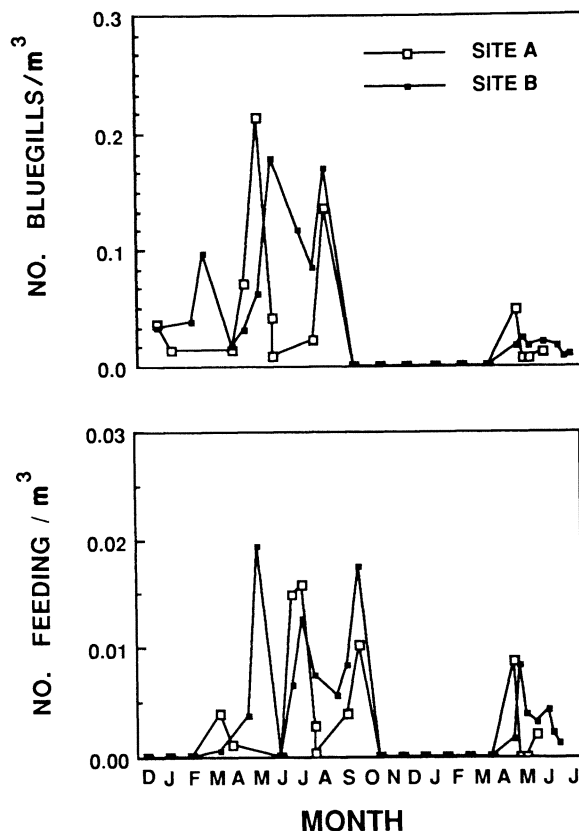 NO. BLUEGILLS/m³
0.3
0.2
0.1
0.0
SITE A
SITE B
NO. FEEDING / m³
0.03
0.02
0.01
0.00
D J F M A M J J A S O N D J F M A M J J
MONTH